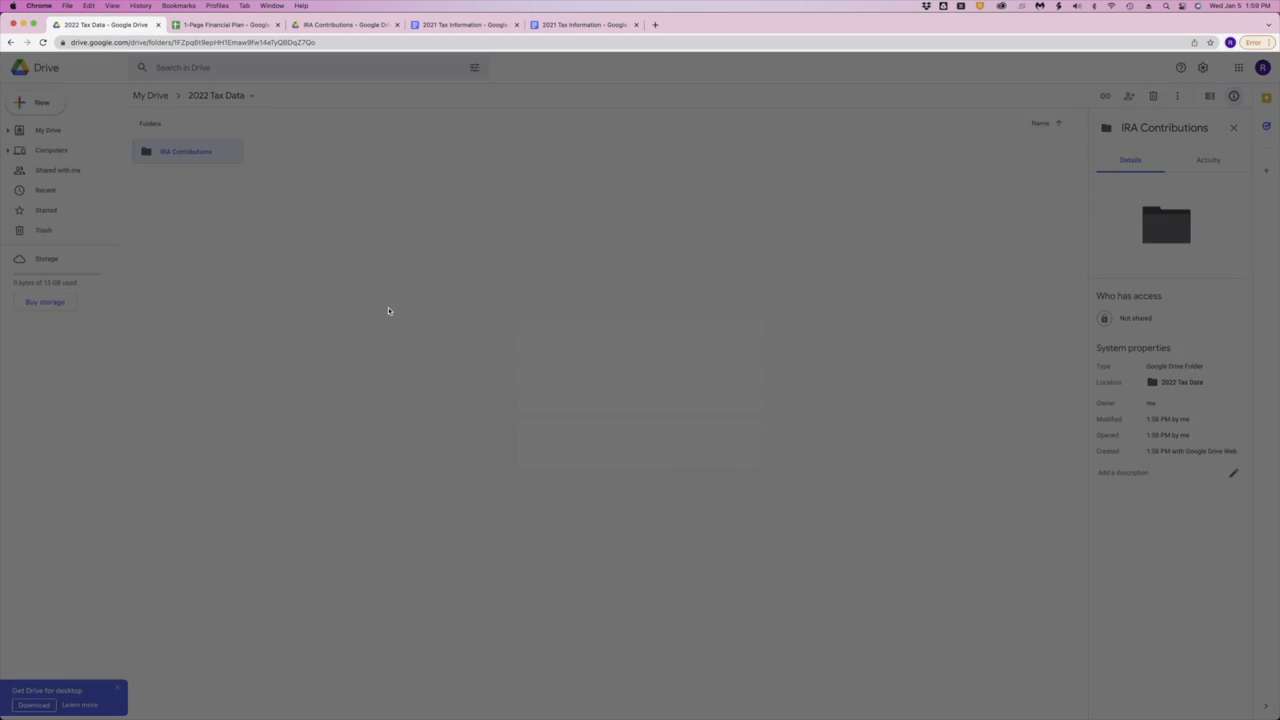 Chrome File Edit View History Bookmarks Profiles Tab Window Help Wed Jan 5 1:59 PM
2022 Tax Data - Google Drive 1-Page Financial Plan - Google IRA Contributions - Google Dri 2021 Tax Information - Google 2021 Tax Information - Google
drive.google.com/drive/folders/1FZpq6t9epHH1Emaw9fw14eTyQBDqZ7Qo R Error
Drive Search in Drive R
New My Drive 2022 Tax Data
Folders Name IRA Contributions
My Drive
Computers IRA Contributions
Details Activity
Shared with me
Recent
Starred
Trash
Storage
0 bytes of 15 GB used
Buy storage
Who has access
Not shared
System properties
Type Google Drive Folder
Location 2022 Tax Data
Owner me
Modified 1:58 PM by me
Opened 1:58 PM by me
Created 1:58 PM with Google Drive Web
Add a description
Get Drive for desktop
Download Learn more